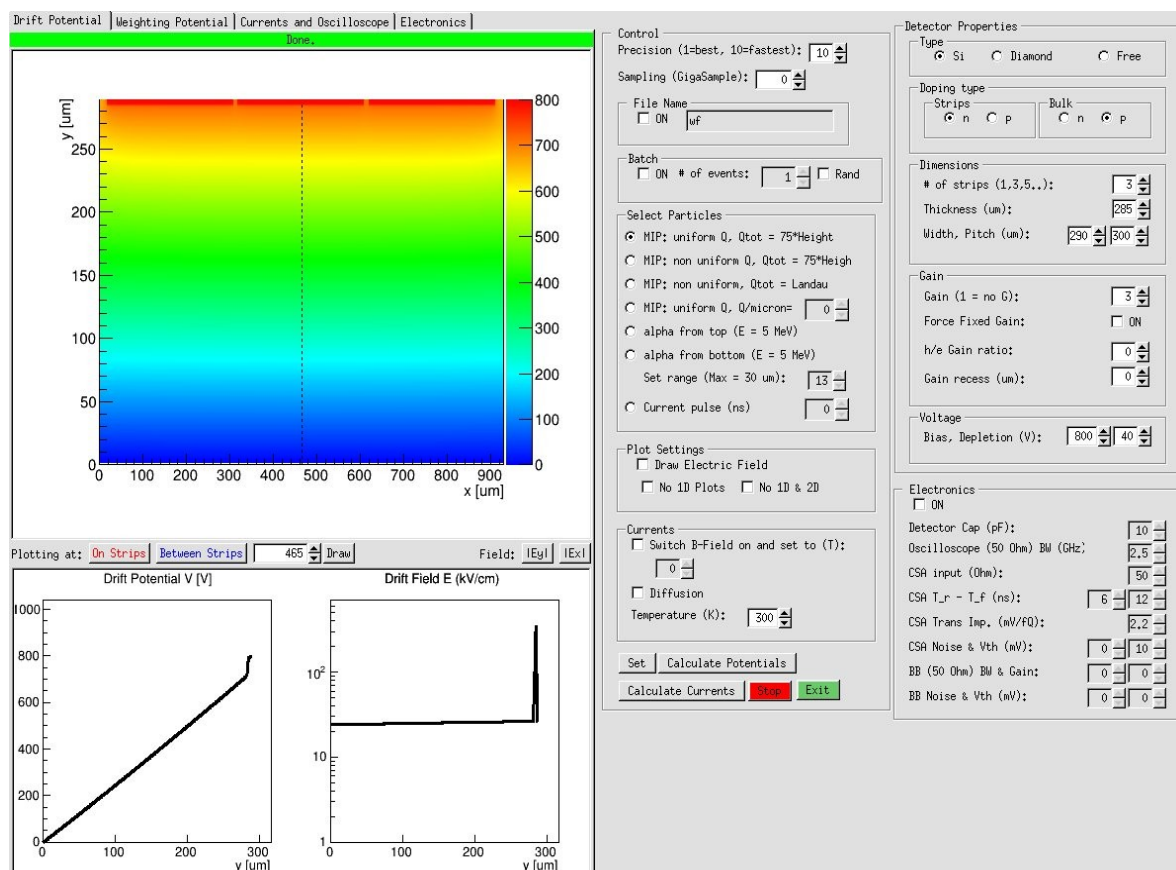 Drift Potential Weighting Potential Currents and Oscilloscope Electronics
Done.
y [um]
250
200
150
100
50
0
0 100 200 300 400 500 600 700 800 900
x [um]
800
700
600
500
400
300
200
100
0
Plotting at: On Strips Between Strips 465 Draw Field: |Ey| |Ex|
Drift Potential V [V]
1000
800
600
400
200
0
0 100 200 300
y [um]
Drift Field E (kV/cm)
10²
10
1
0 100 200 300
y [um]
Control
Precision (1=best, 10=fastest): 10
Sampling (GigaSample): 0
File Name
ON wf
Batch
ON # of events: 1 Rand
Select Particles
MIP: uniform Q, Qtot = 75*Height
MIP: non uniform Q, Qtot = 75*Heigh
MIP: non uniform, Qtot = Landau
MIP: uniform Q, Q/micron= 0
alpha from top (E = 5 MeV)
alpha from bottom (E = 5 MeV)
Set range (Max = 30 um): 13
Current pulse (ns) 0
Plot Settings
Draw Electric Field
No 1D Plots No 1D & 2D
Currents
Switch B-Field on and set to (T):
0
Diffusion
Temperature (K): 300
Set Calculate Potentials
Calculate Currents Stop Exit
Detector Properties
Type
Si Diamond Free
Doping type
Strips
n p
Bulk
n p
Dimensions
# of strips (1,3,5..): 3
Thickness (um): 285
Width, Pitch (um): 290 300
Gain
Gain (1 = no G): 3
Force Fixed Gain: ON
h/e Gain ratio: 0
Gain recess (um): 0
Voltage
Bias, Depletion (V): 800 40
Electronics
ON
Detector Cap (pF): 10
Oscilloscope (50 Ohm) BW (GHz) 2.5
CSA input (Ohm): 50
CSA T_r - T_f (ns): 6 12
CSA Trans Imp. (mV/fQ): 2.2
CSA Noise & Vth (mV): 0 10
BB (50 Ohm) BW & Gain: 0 0
BB Noise & Vth (mV): 0 0